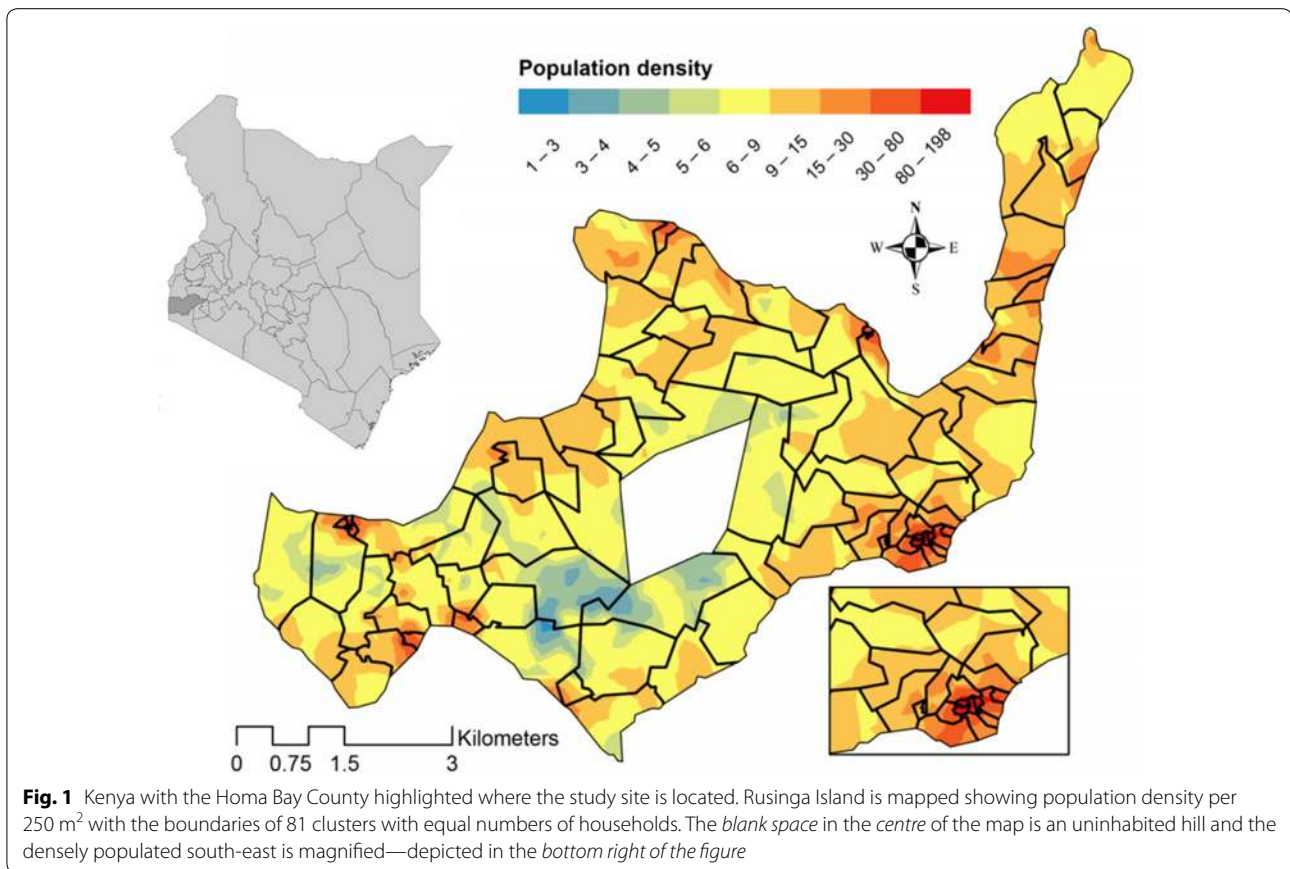 Population density
1 – 3
3 – 4
4 – 5
5 – 6
6 – 9
9 – 15
15 – 30
30 – 80
80 – 198
N
W E
S
Kilometers
0 0.75 1.5 3
Fig. 1 Kenya with the Homa Bay County highlighted where the study site is located. Rusinga Island is mapped showing population density per
250 m² with the boundaries of 81 clusters with equal numbers of households. The blank space in the centre of the map is an uninhabited hill and the
densely populated south-east is magnified—depicted in the bottom right of the figure